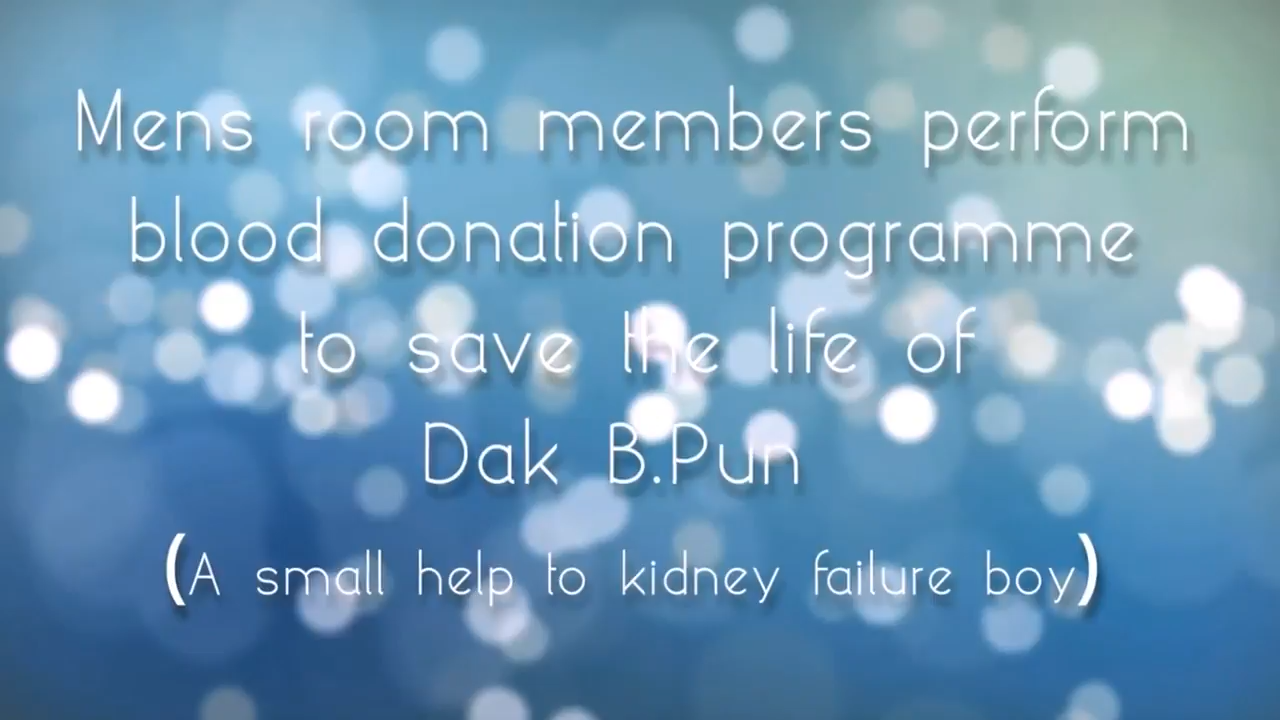 Mens room members perform
blood donation programme
to save the life of
Dak B.Pun
(A small help to kidney failure boy)